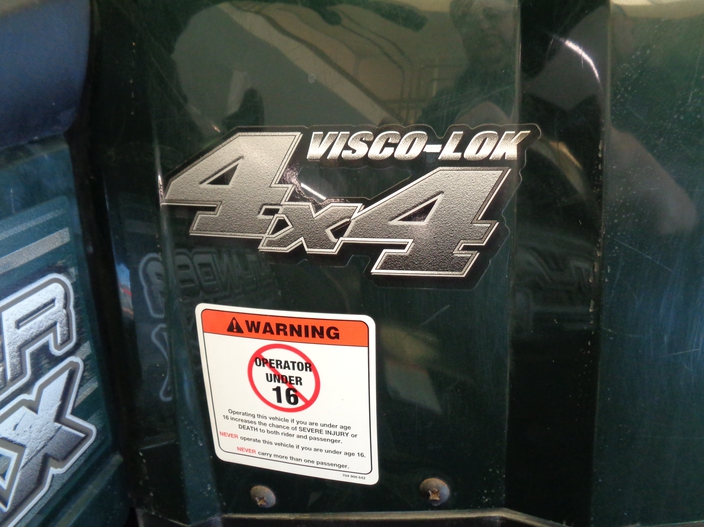 VISCO-LOK
4x4
WARNING
OPERATOR
UNDER
16
Operating this vehicle if you are under age
16 increases the chance of SEVERE INJURY or
DEATH to both rider and passenger.
NEVER operate this vehicle if you are under age 16.
NEVER carry more than one passenger.